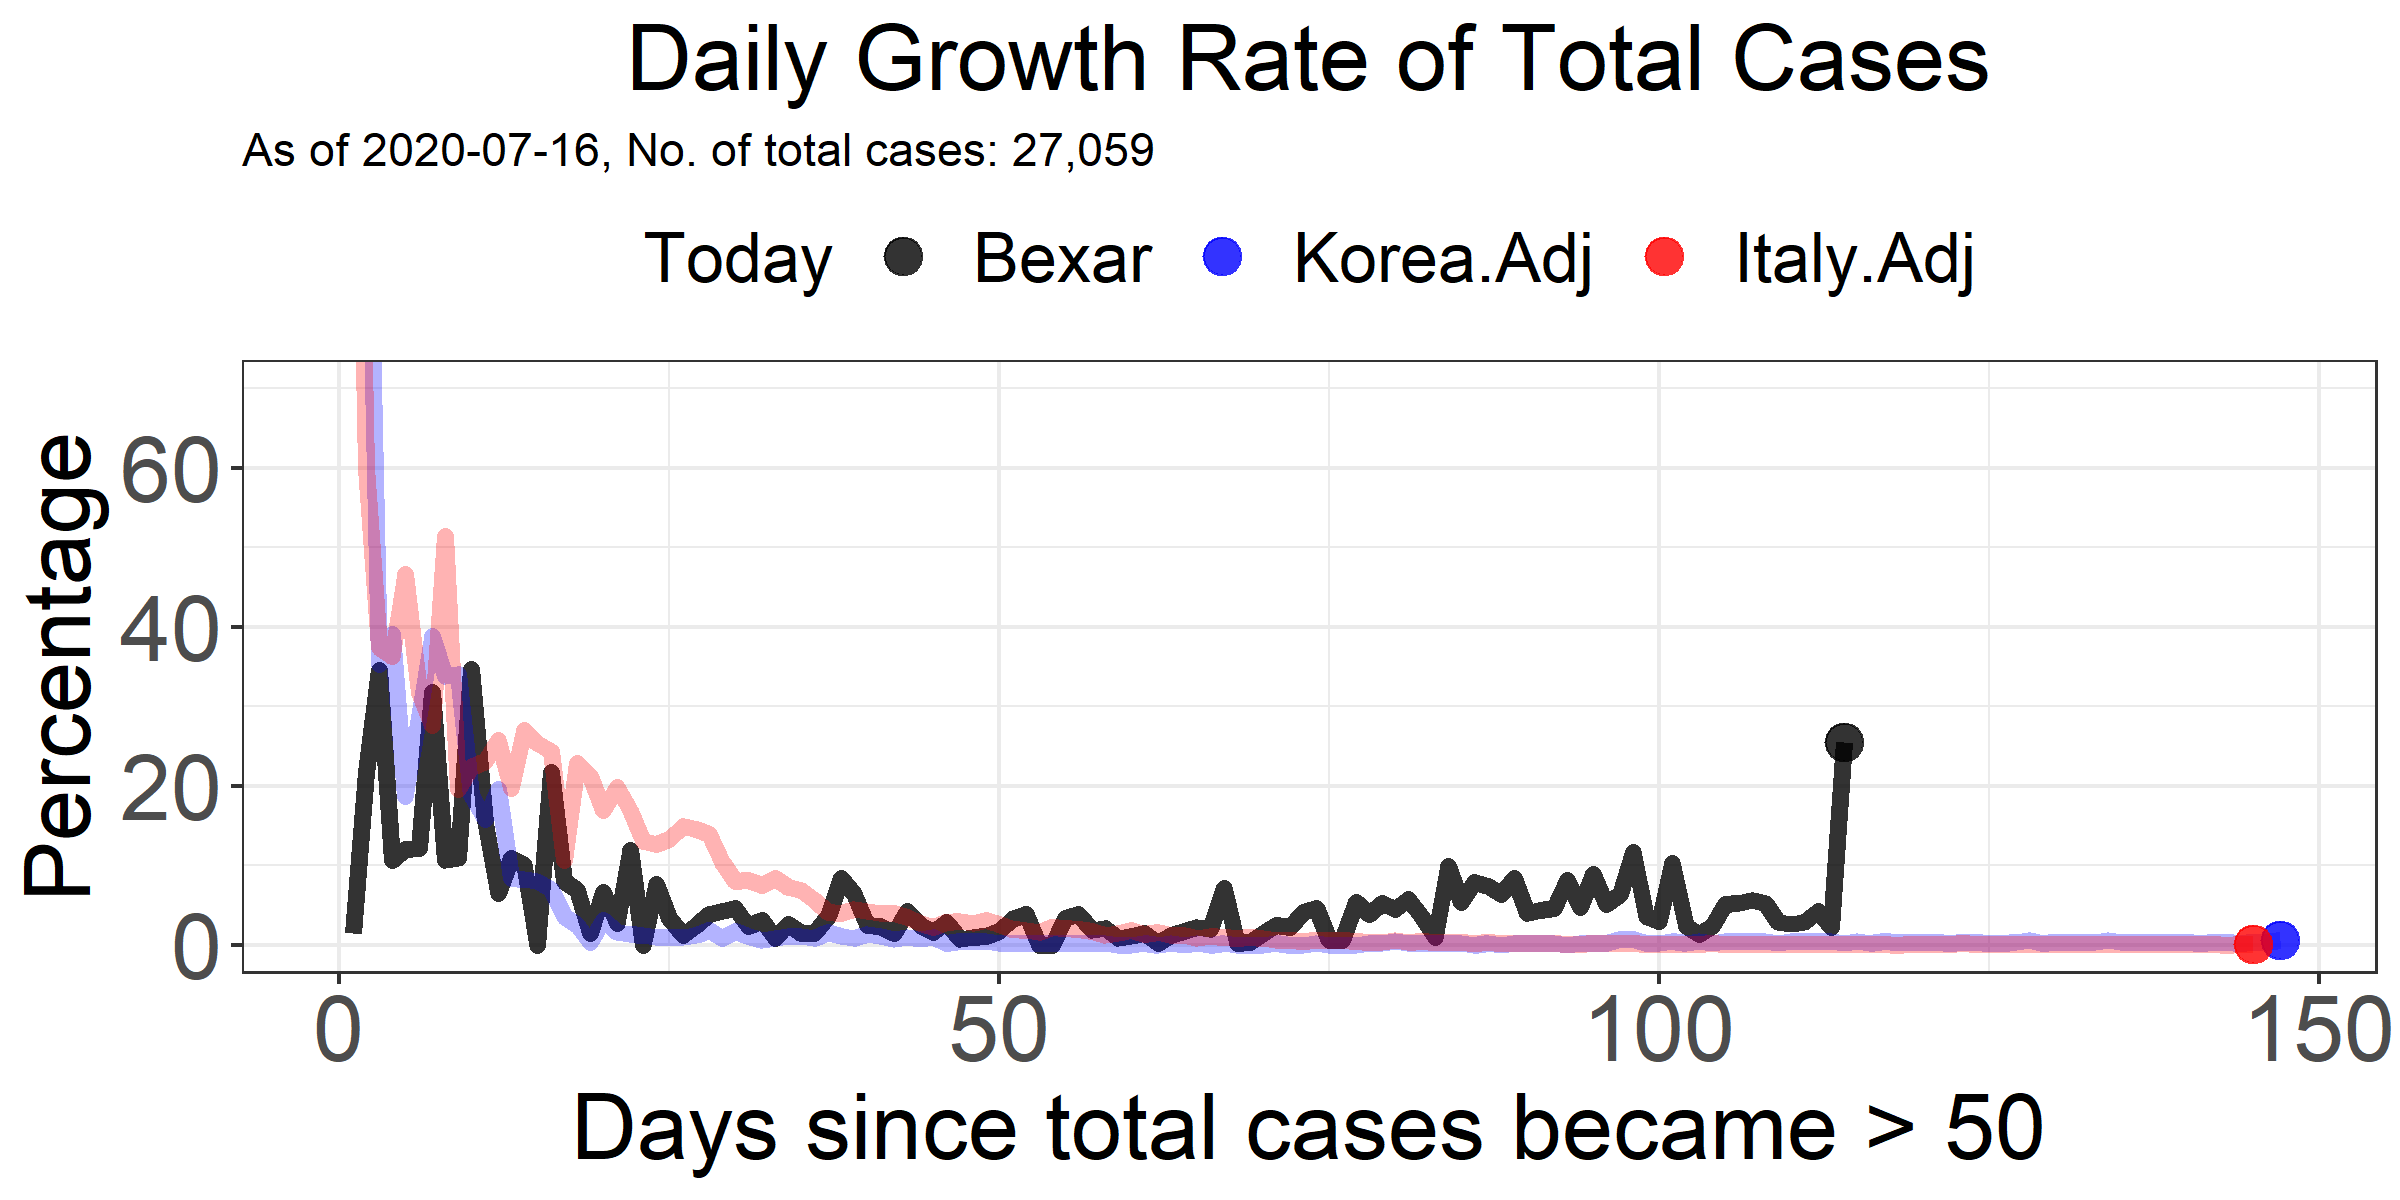 Daily Growth Rate of Total Cases
As of 2020-07-16, No. of total cases: 27,059
Today Bexar Korea.Adj Italy.Adj
Percentage
60
40
20
0
0 50 100 150
Days since total cases became > 50